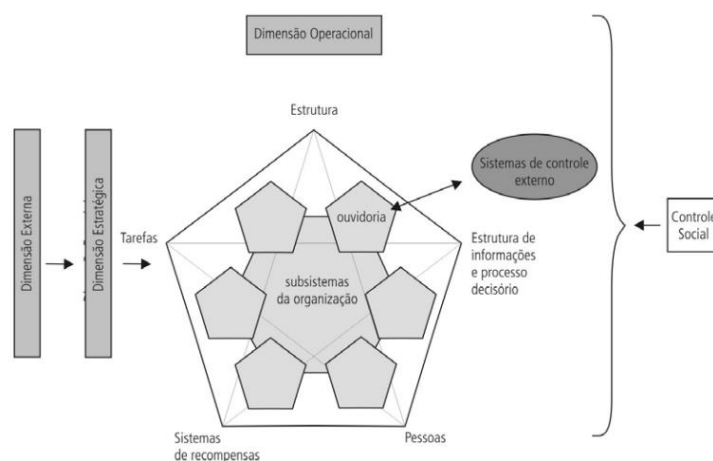 Dimensão Operacional
Estrutura
Sistemas de controle
externo
ouvidoria
Controle
Social
Tarefas
Estrutura de
informações
e processo
decisório
Dimensão Externa
Dimensão Estratégica
subsistemas
da organização
Sistemas
de recompensas
Pessoas